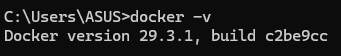 C:\Users\ASUS>docker -v
Docker version 29.3.1, build c2be9cc